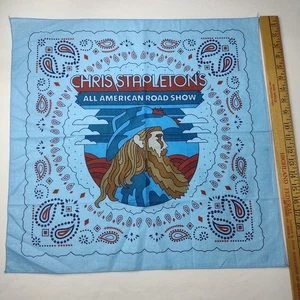 CHRIS STAPLETON'S
ALL AMERICAN ROAD SHOW